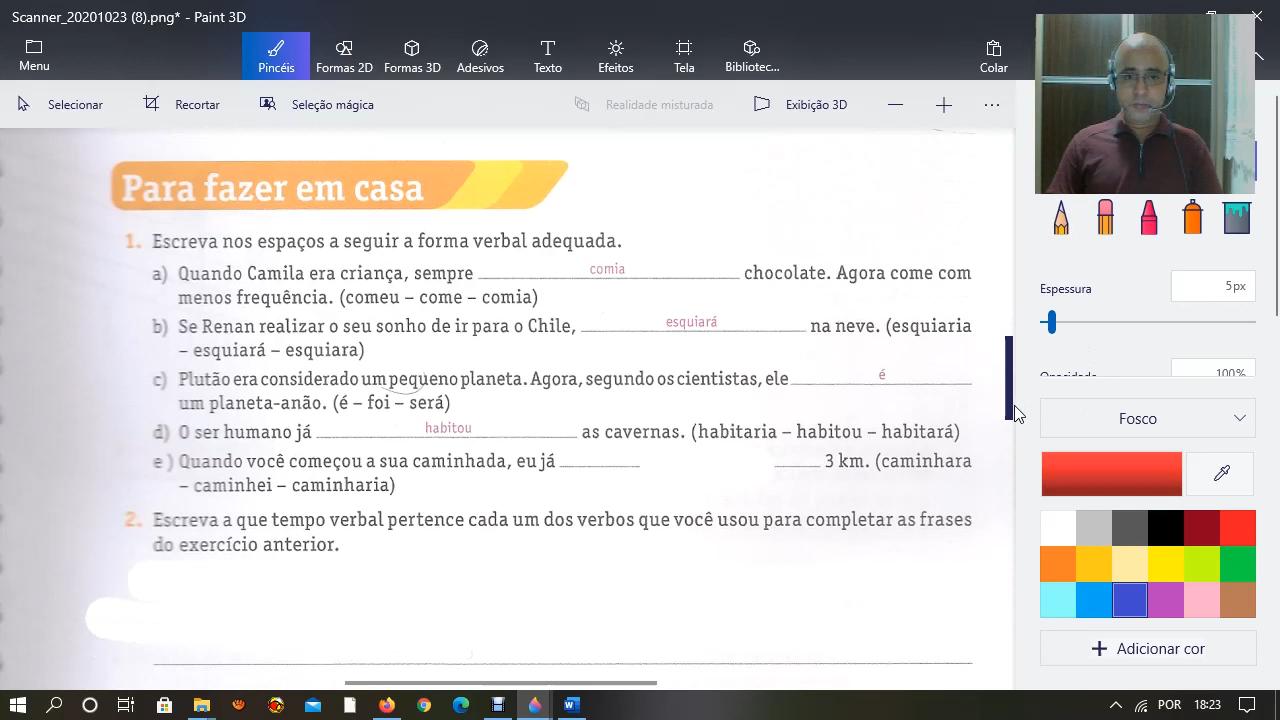 Scanner_20201023 (8).png* - Paint 3D
Menu
Pincéis
Formas 2D
Formas 3D
Adesivos
Texto
Efeitos
Tela
Bibliotec...
Colar
Selecionar
Recortar
Seleção mágica
Realidade misturada
Exibição 3D
Para fazer em casa
1. Escreva nos espaços a seguir a forma verbal adequada.
a) Quando Camila era criança, sempre comia chocolate. Agora come com
menos frequência. (comeu – come – comia)
b) Se Renan realizar o seu sonho de ir para o Chile, esquiará na neve. (esquiaria
– esquiará – esquiara)
c) Plutão era considerado um pequeno planeta. Agora, segundo os cientistas, ele é
um planeta-anão. (é – foi – será)
d) O ser humano já habitou as cavernas. (habitaria – habitou – habitará)
e ) Quando você começou a sua caminhada, eu já 3 km. (caminhara
– caminhei – caminharia)
2. Escreva a que tempo verbal pertence cada um dos verbos que você usou para completar as frases
do exercício anterior.
Espessura
5px
Opacidade
100%
Fosco
Adicionar cor
POR
18:23